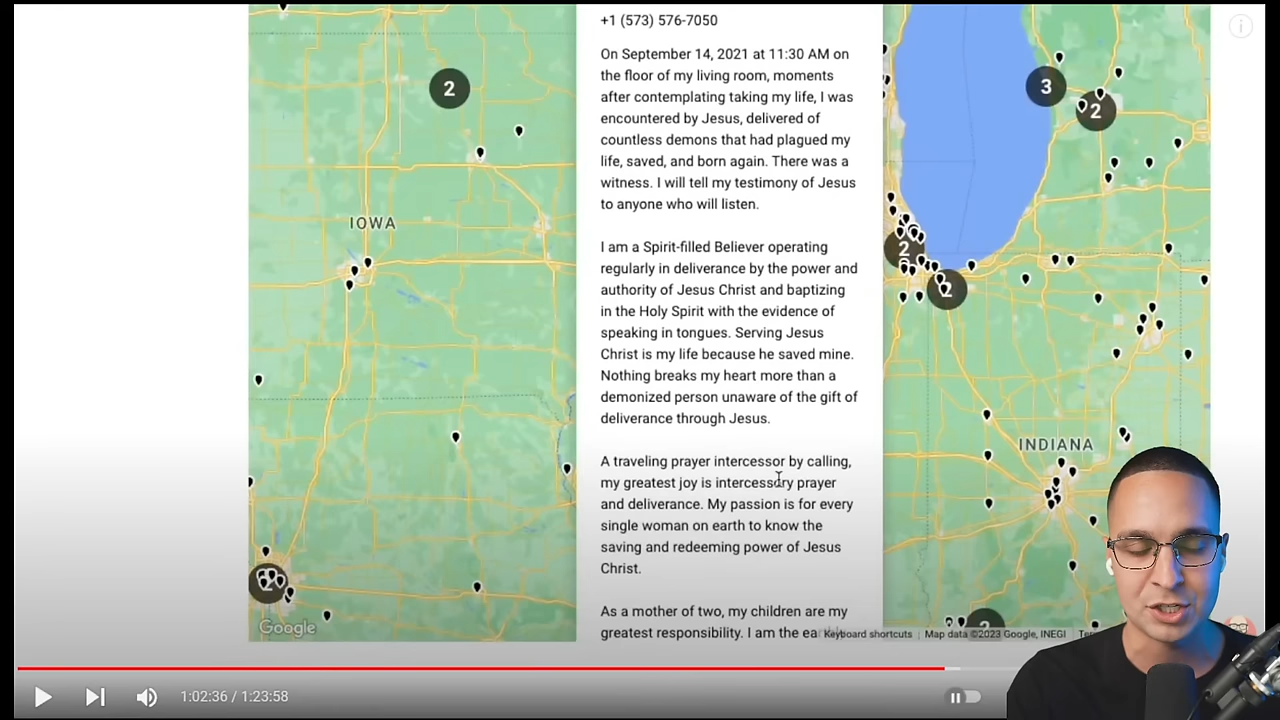 +1 (573) 576-7050
On September 14, 2021 at 11:30 AM on
the floor of my living room, moments
after contemplating taking my life, I was
encountered by Jesus, delivered of
countless demons that had plagued my
life, saved, and born again. There was a
witness. I will tell my testimony of Jesus
to anyone who will listen.
I am a Spirit-filled Believer operating
regularly in deliverance by the power and
authority of Jesus Christ and baptizing
in the Holy Spirit with the evidence of
speaking in tongues. Serving Jesus
Christ is my life because he saved mine.
Nothing breaks my heart more than a
demonized person unaware of the gift of
deliverance through Jesus.
A traveling prayer intercessor by calling,
my greatest joy is intercessory prayer
and deliverance. My passion is for every
single woman on earth to know the
saving and redeeming power of Jesus
Christ.
As a mother of two, my children are my
greatest responsibility. I am the
2
IOWA
2
Google
3
2
2
2
INDIANA
2
Keyboard shortcuts
Map data ©2023 Google, INEGI
1:02:36 / 1:23:58